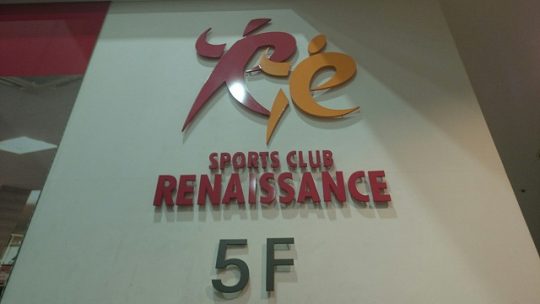 SPORTS CLUB
RENAISSANCE
5F